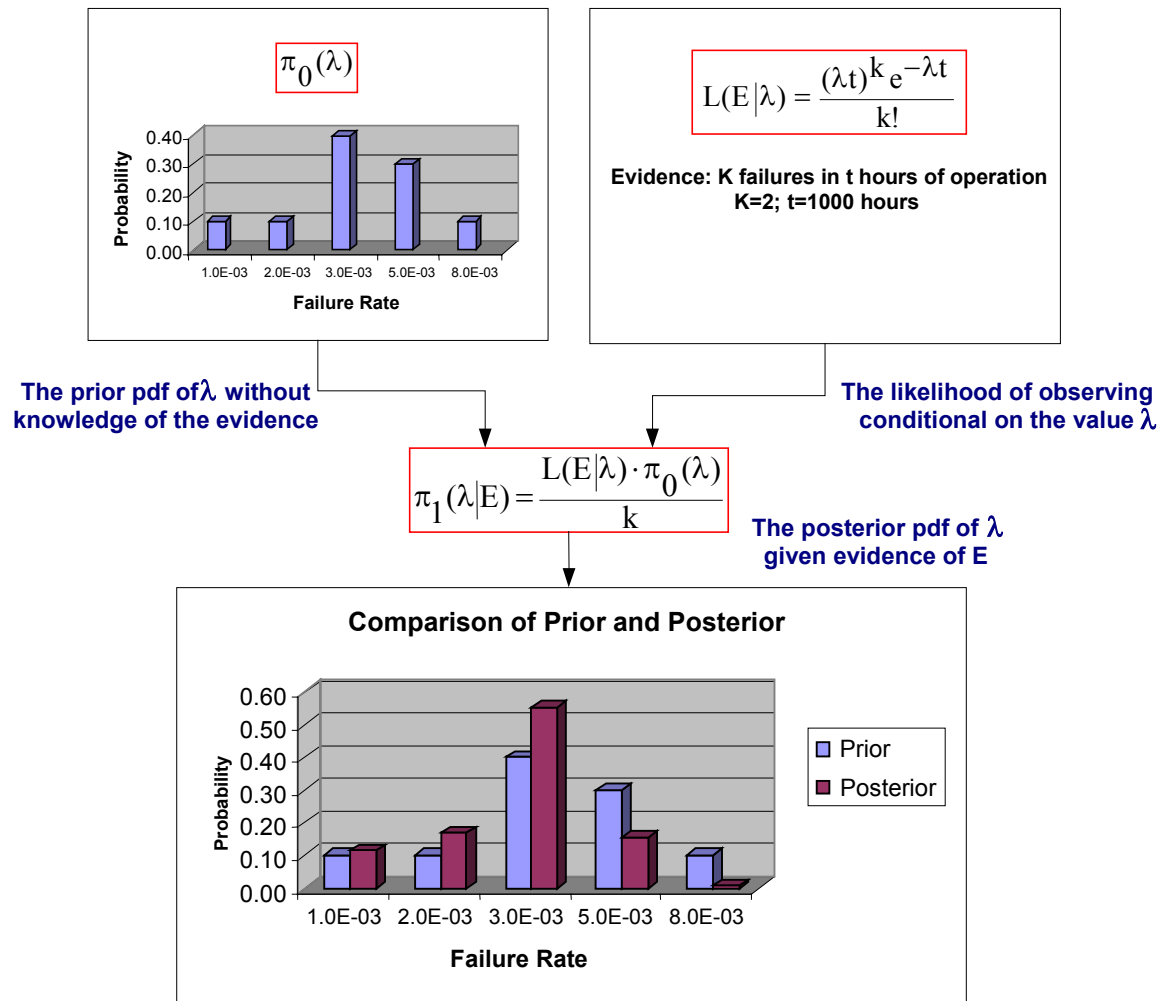 π0(λ)
0.40
0.30
0.20
0.10
0.00
Probability
1.0E-03 2.0E-03 3.0E-03 5.0E-03 8.0E-03
Failure Rate
L(E|λ) = (λt)^k e^−λt / k!
Evidence: K failures in t hours of operation
K=2; t=1000 hours
The prior pdf of λ without
knowledge of the evidence
The likelihood of observing
conditional on the value λ
π1(λ|E) = L(E|λ) · π0(λ) / k
The posterior pdf of λ
given evidence of E
Comparison of Prior and Posterior
0.60
0.50
0.40
0.30
0.20
0.10
0.00
Probability
1.0E-03 2.0E-03 3.0E-03 5.0E-03 8.0E-03
Failure Rate
Prior
Posterior